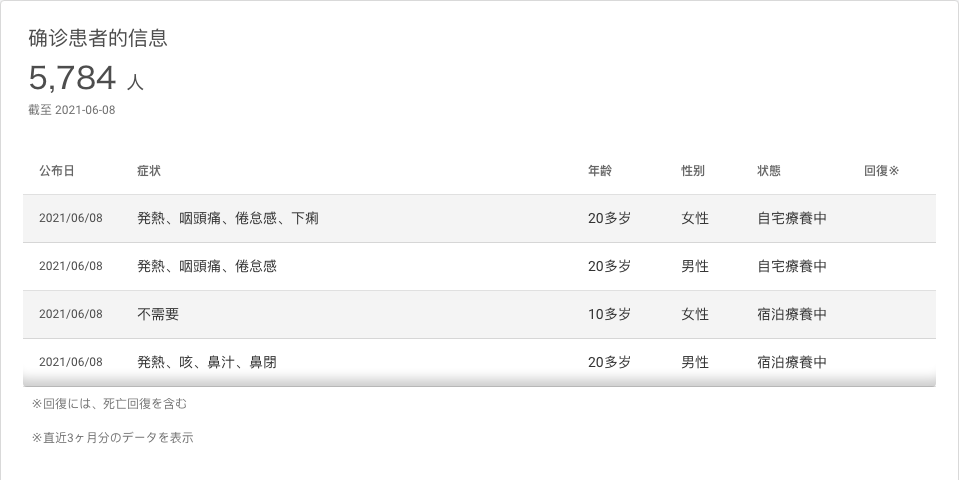 确诊患者的信息
5,784 人
截至 2021-06-08
公布日 症状 年齢 性别 状態 回復※
2021/06/08 発熱、咽頭痛、倦怠感、下痢 20多岁 女性 自宅療養中
2021/06/08 発熱、咽頭痛、倦怠感 20多岁 男性 自宅療養中
2021/06/08 不需要 10多岁 女性 宿泊療養中
2021/06/08 発熱、咳、鼻汁、鼻閉 20多岁 男性 宿泊療養中
※回復には、死亡回復を含む
※直近3ヶ月分のデータを表示